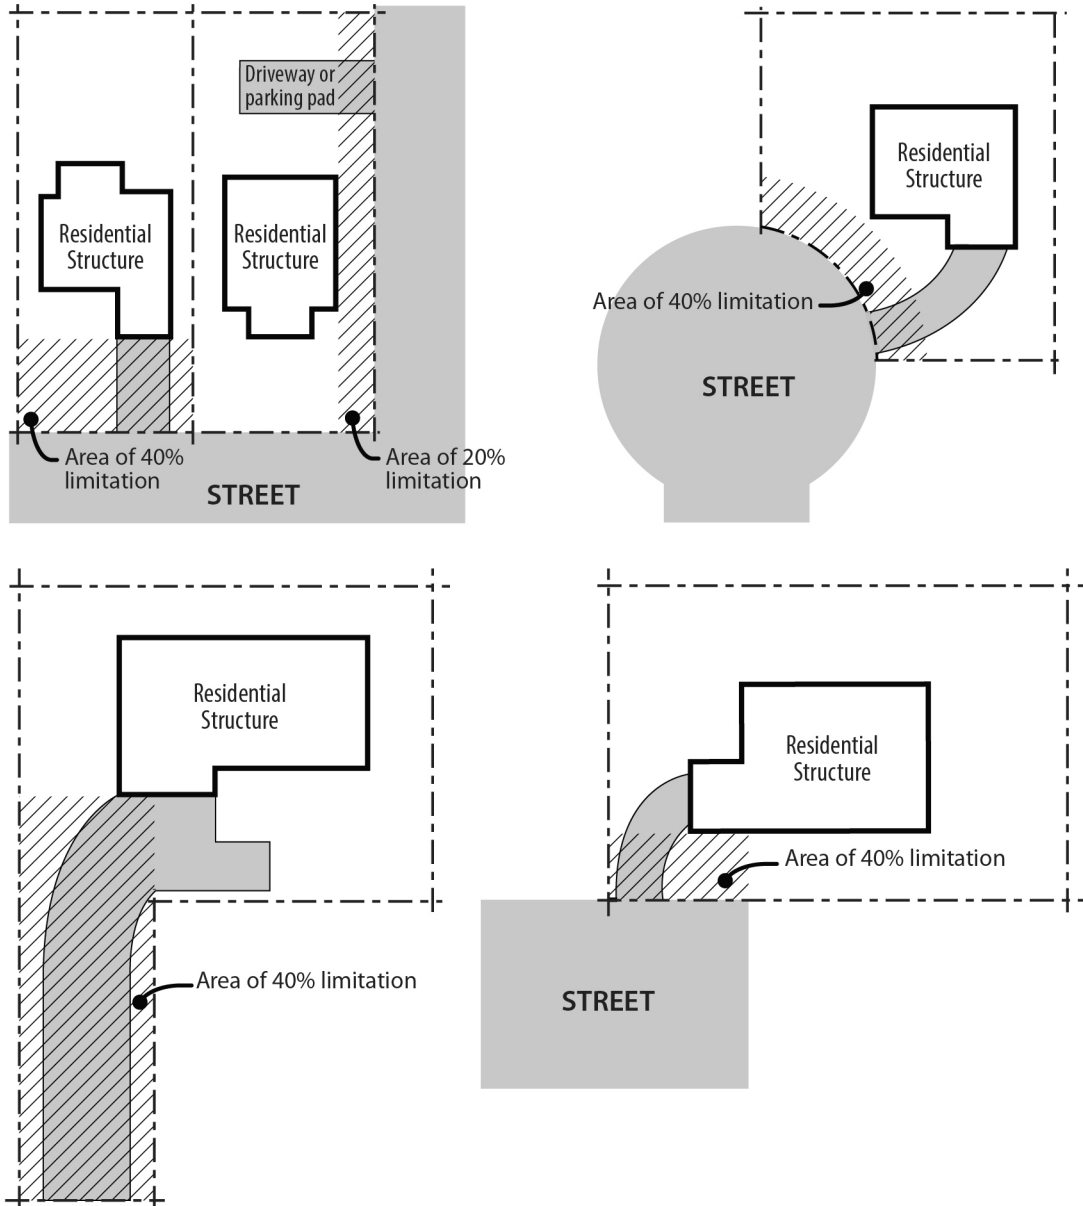 Driveway or
parking pad
Residential
Structure
Residential
Structure
Area of 40%
limitation
Area of 20%
limitation
STREET
Residential
Structure
Area of 40% limitation
STREET
Residential
Structure
Area of 40% limitation
Residential
Structure
Area of 40% limitation
STREET